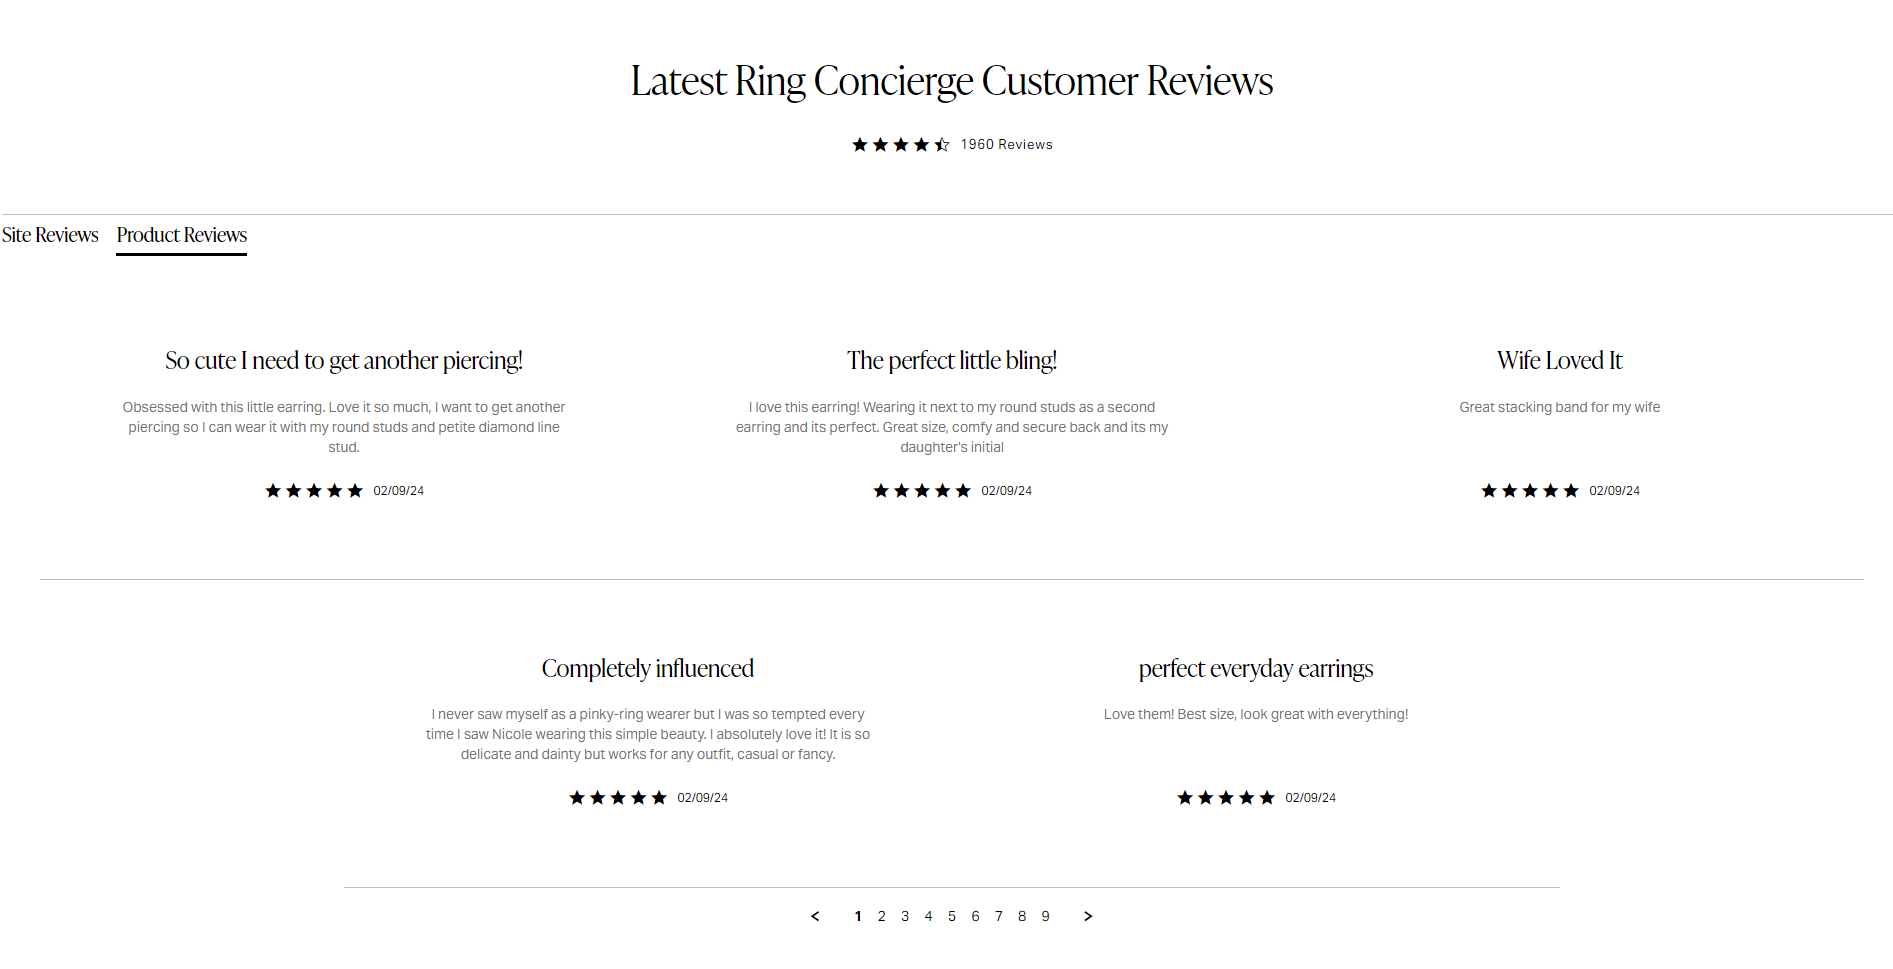 Latest Ring Concierge Customer Reviews
1960 Reviews
Site Reviews
Product Reviews
So cute I need to get another piercing!
Obsessed with this little earring. Love it so much, I want to get another
piercing so I can wear it with my round studs and petite diamond line
stud.
02/09/24
The perfect little bling!
I love this earring! Wearing it next to my round studs as a second
earring and its perfect. Great size, comfy and secure back and its my
daughter's initial
02/09/24
Wife Loved It
Great stacking band for my wife
02/09/24
Completely influenced
I never saw myself as a pinky-ring wearer but I was so tempted every
time I saw Nicole wearing this simple beauty. I absolutely love it! It is so
delicate and dainty but works for any outfit, casual or fancy.
02/09/24
perfect everyday earrings
Love them! Best size, look great with everything!
02/09/24
< 1 2 3 4 5 6 7 8 9 >